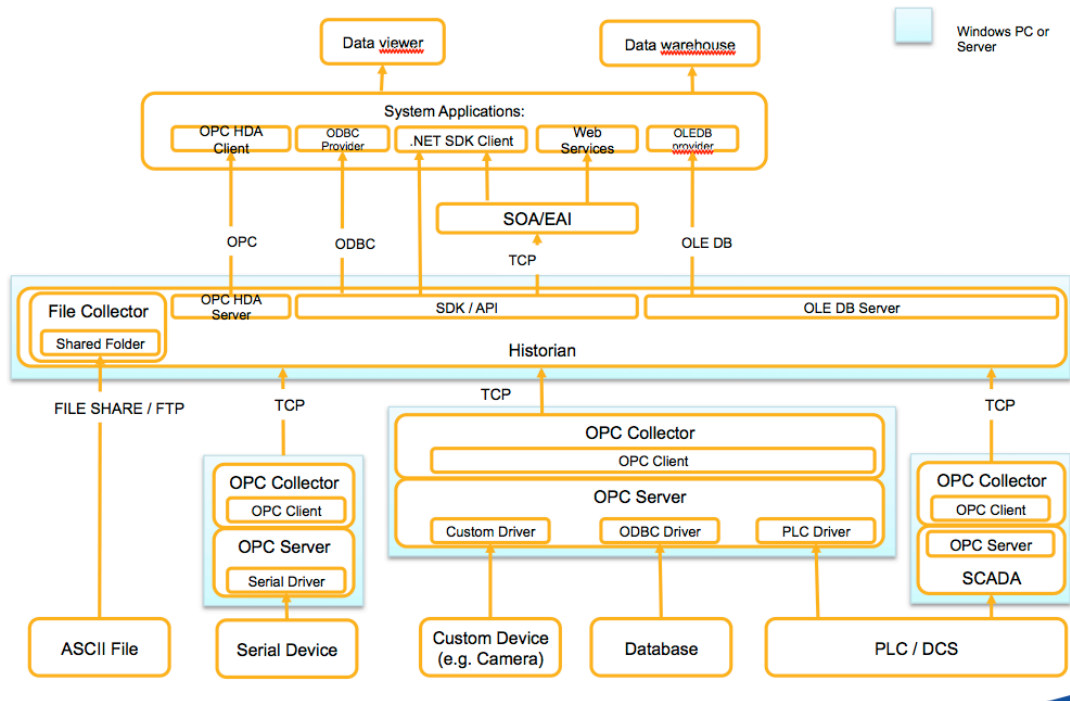 Windows PC or
Server
Data viewer
Data warehouse
System Applications:
OPC HDA
Client
ODBC
Provider
.NET SDK Client
Web
Services
OLEDB
provider
SOA/EAI
OPC
ODBC
TCP
OLE DB
File Collector
Shared Folder
OPC HDA
Server
SDK / API
OLE DB Server
Historian
FILE SHARE / FTP
TCP
TCP
TCP
OPC Collector
OPC Client
OPC Server
Serial Driver
OPC Collector
OPC Client
OPC Server
Custom Driver
ODBC Driver
PLC Driver
OPC Collector
OPC Client
OPC Server
SCADA
ASCII File
Serial Device
Custom Device
(e.g. Camera)
Database
PLC / DCS